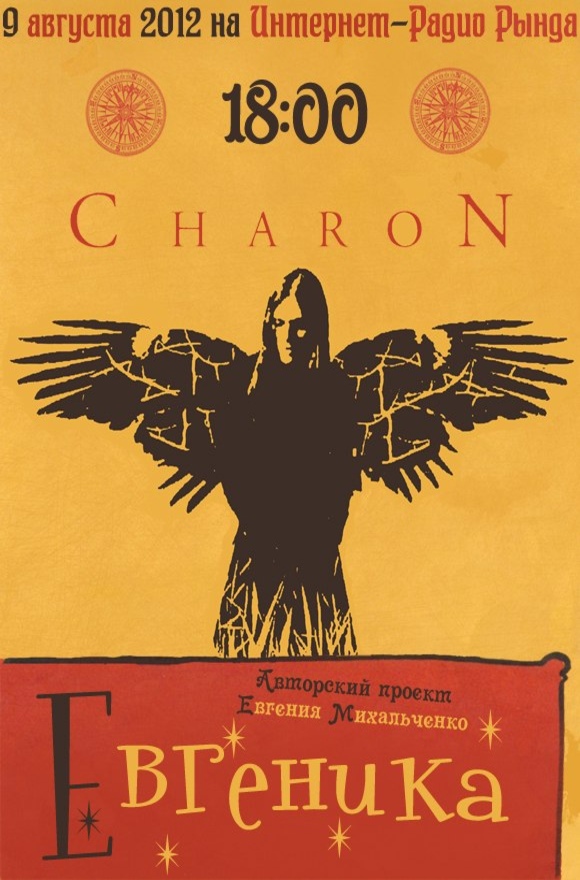 9 августа 2012 на Интернет-Радио Рында
18:00
CHARON
Авторский проект
Евгения Михальченко
Евгеника